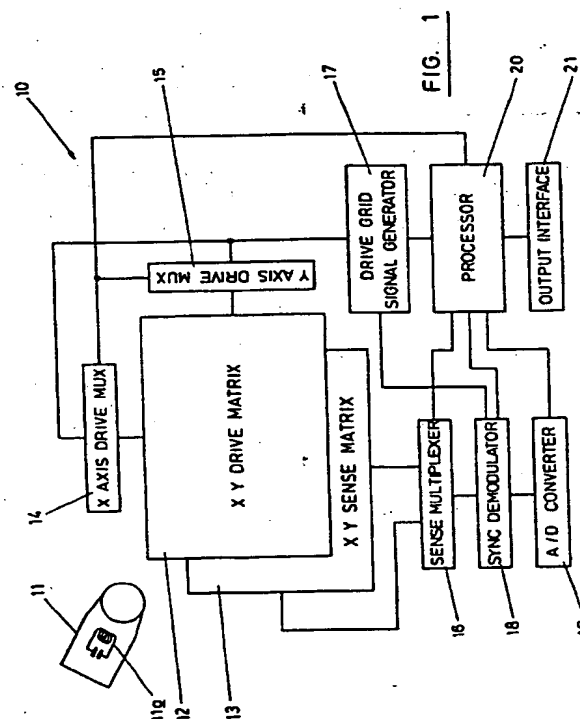 10
11
11a
12
13
14
X AXIS DRIVE MUX
X Y DRIVE MATRIX
X Y SENSE MATRIX
15
Y AXIS DRIVE MUX
16
SENSE MULTIPLEXER
17
DRIVE GRID
SIGNAL GENERATOR
18
SYNC DEMODULATOR
A/D CONVERTER
20
PROCESSOR
21
OUTPUT INTERFACE
FIG. 1